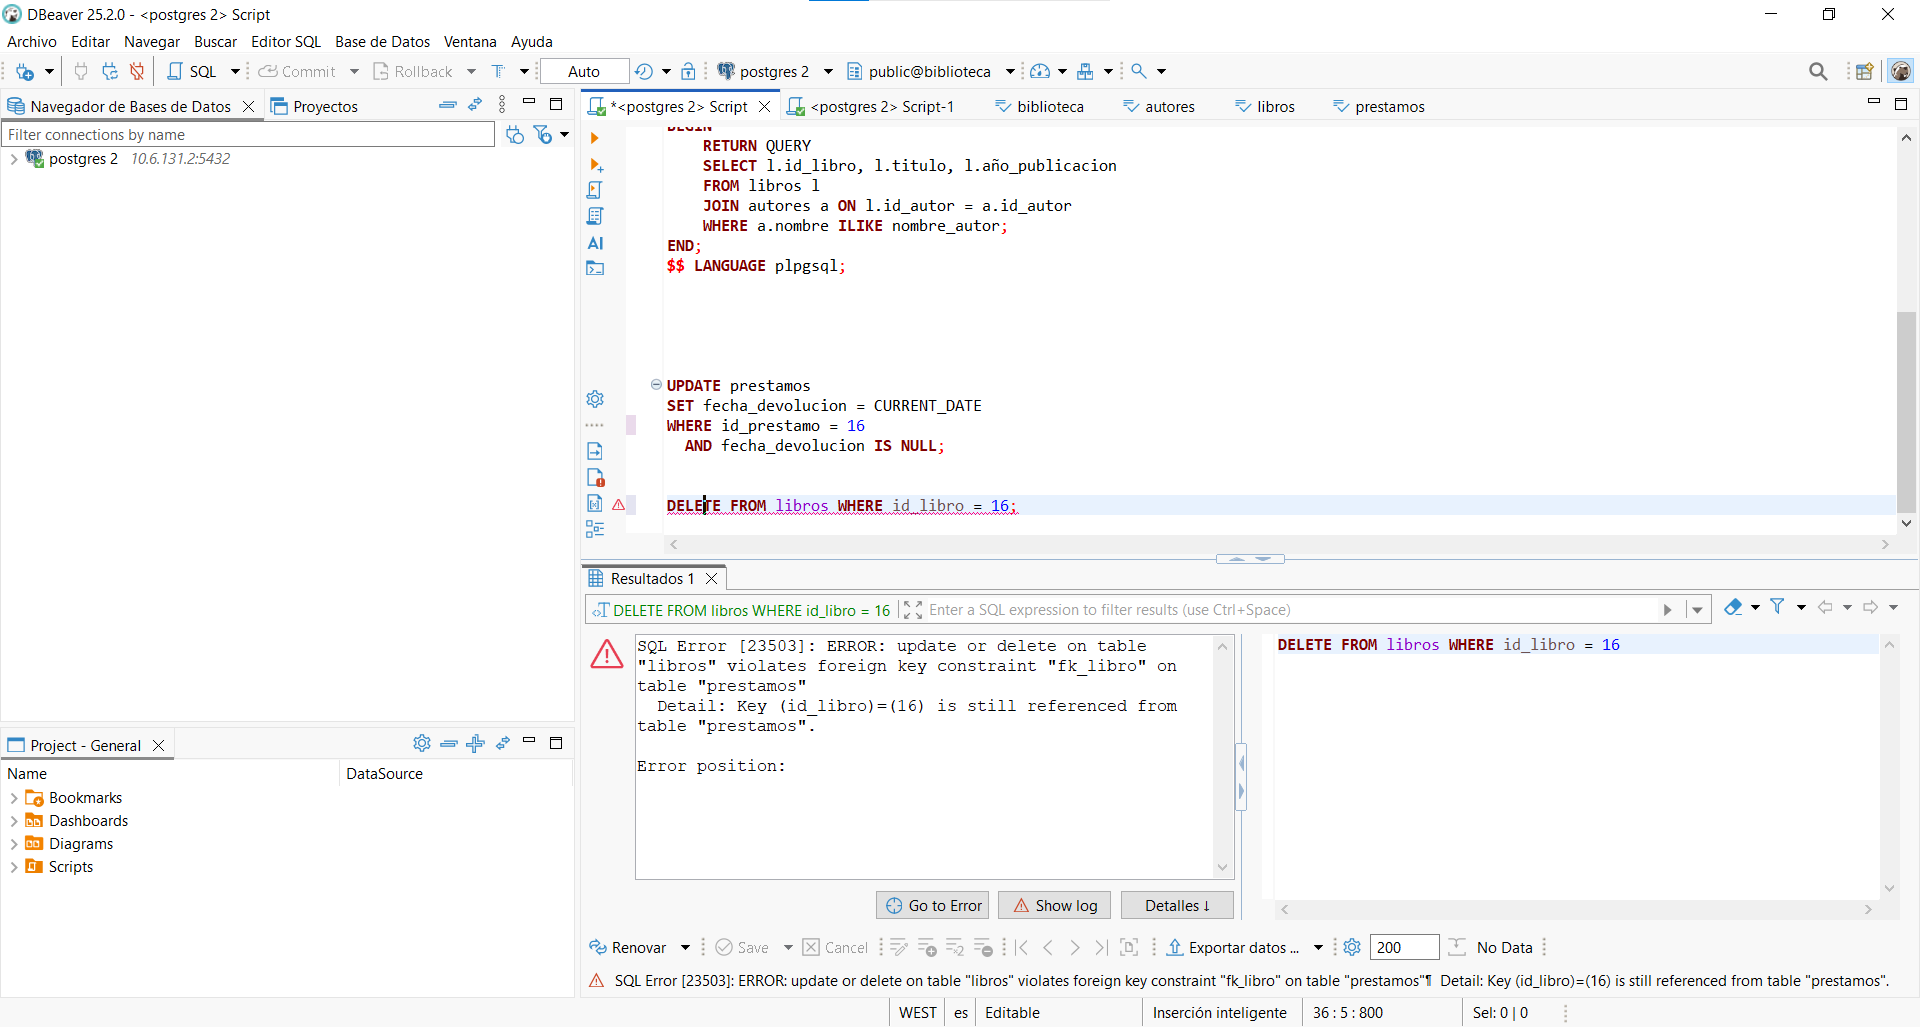 DBeaver 25.2.0 - <postgres 2> Script
Archivo Editar Navegar Buscar Editor SQL Base de Datos Ventana Ayuda
SQL Commit Rollback T Auto postgres 2 public@biblioteca
Navegador de Bases de Datos Proyectos
*<postgres 2> Script <postgres 2> Script-1 biblioteca autores libros prestamos
Filter connections by name
postgres 2 10.6.131.2:5432
BEGIN
RETURN QUERY
SELECT l.id_libro, l.titulo, l.año_publicacion
FROM libros l
JOIN autores a ON l.id_autor = a.id_autor
WHERE a.nombre ILIKE nombre_autor;
END;
$$ LANGUAGE plpgsql;
AI
UPDATE prestamos
SET fecha_devolucion = CURRENT_DATE
WHERE id_prestamo = 16
AND fecha_devolucion IS NULL;
DELETE FROM libros WHERE id_libro = 16;
Resultados 1
DELETE FROM libros WHERE id_libro = 16 Enter a SQL expression to filter results (use Ctrl+Space)
SQL Error [23503]: ERROR: update or delete on table
"libros" violates foreign key constraint "fk_libro" on
table "prestamos"
Detail: Key (id_libro)=(16) is still referenced from
table "prestamos".
Error position:
DELETE FROM libros WHERE id_libro = 16
Go to Error Show log Detalles ↓
Project - General
Name DataSource
Bookmarks
Dashboards
Diagrams
Scripts
Renovar Save Cancel Exportar datos ... 200 No Data
SQL Error [23503]: ERROR: update or delete on table "libros" violates foreign key constraint "fk_libro" on table "prestamos"¶ Detail: Key (id_libro)=(16) is still referenced from table "prestamos".
WEST es Editable Inserción inteligente 36 : 5 : 800 Sel: 0 | 0